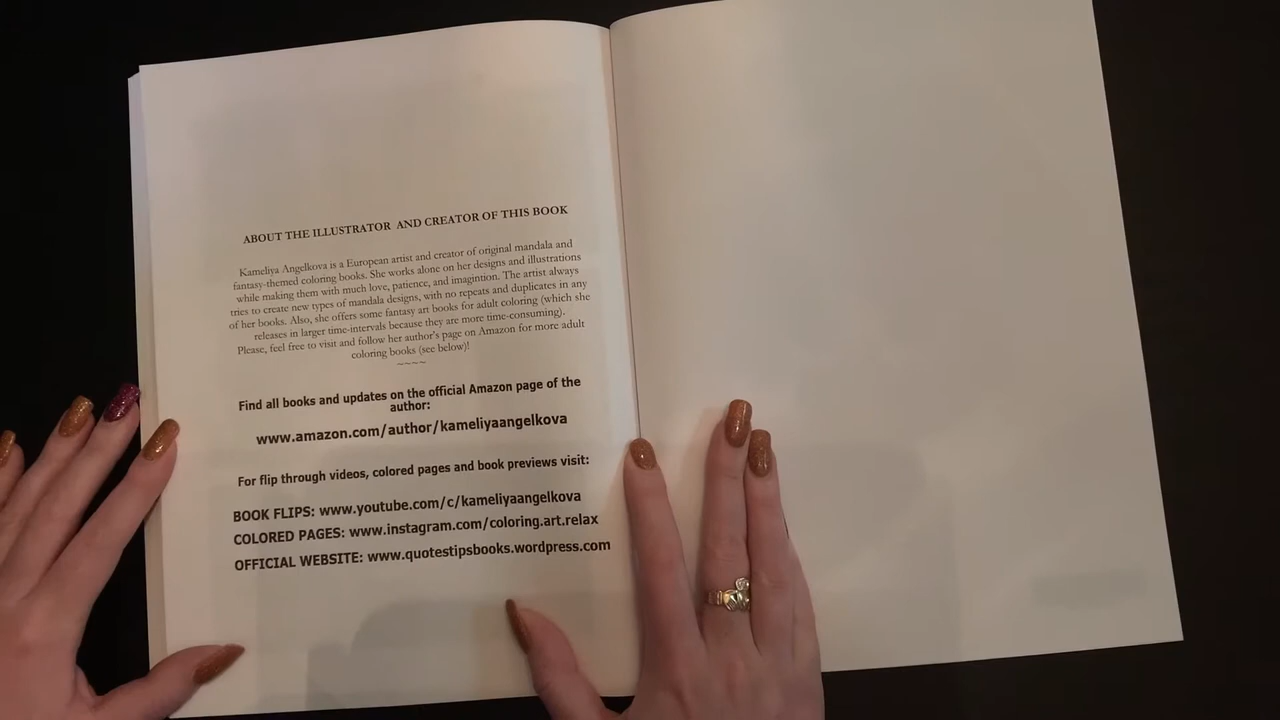 ABOUT THE ILLUSTRATOR AND CREATOR OF THIS BOOK
Kameliya Angelkova is a European artist and creator of original mandala and
fantasy-themed coloring books. She works alone on her designs and illustrations
while making them with much love, patience, and imagintion. The artist always
tries to create new types of mandala designs, with no repeats and duplicates in any
of her books. Also, she offers some fantasy art books for adult coloring (which she
releases in larger time-intervals because they are more time-consuming).
Please, feel free to visit and follow her author's page on Amazon for more adult
coloring books (see below)!
~~~~
Find all books and updates on the official Amazon page of the
author:
www.amazon.com/author/kameliyaangelkova
For flip through videos, colored pages and book previews visit:
BOOK FLIPS: www.youtube.com/c/kameliyaangelkova
COLORED PAGES: www.instagram.com/coloring.art.relax
OFFICIAL WEBSITE: www.quotestipsbooks.wordpress.com